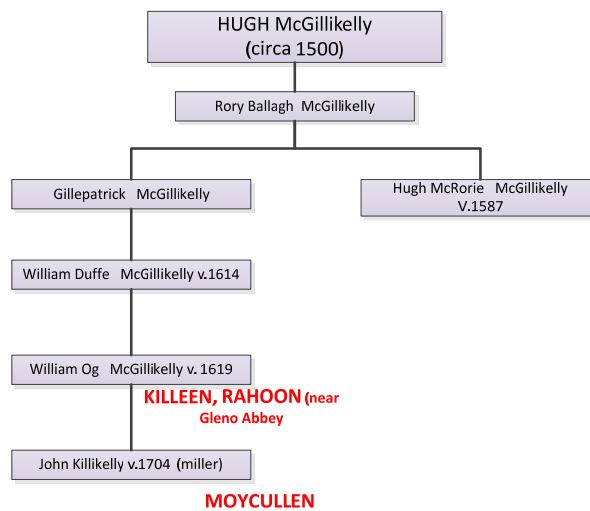 HUGH McGillikelly
(circa 1500)
Rory Ballagh McGillikelly
Gillepatrick McGillikelly
Hugh McRorie McGillikelly
V.1587
William Duffe McGillikelly v.1614
William Og McGillikelly v. 1619
KILLEEN, RAHOON (near
Gleno Abbey
John Killikelly v.1704 (miller)
MOYCULLEN